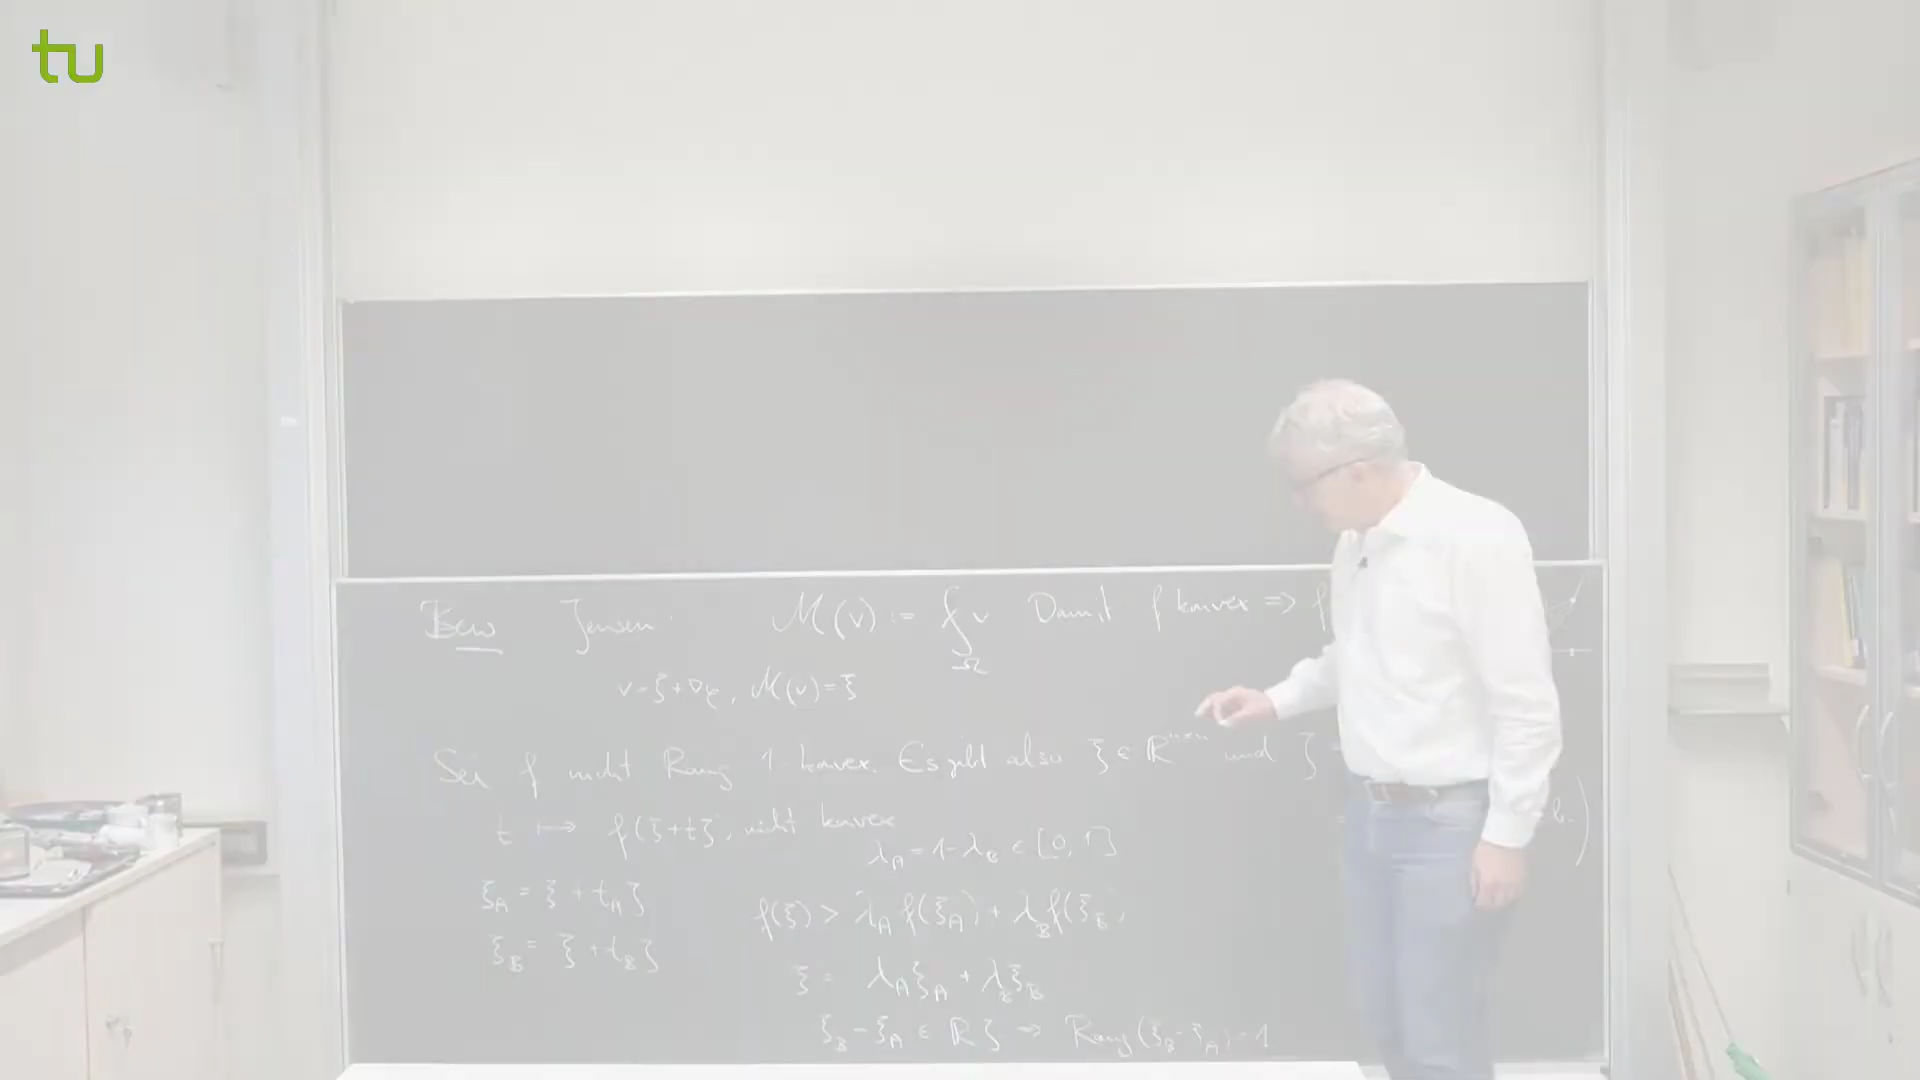 tu
Bew Jensen: M(v) := ⨍_Ω v Damit f konvex ⇒ f
v = ξ + ∇φ, M(v) = ξ
Sei f nicht Rang 1 konvex. Es gibt also ξ ∈ ℝ^{m×n} und ζ =
t ↦ f(ξ+tζ), nicht konvex
λ_A = 1-λ_B ∈ [0,1]
ξ_A = ξ + t_A ζ
f(ξ) > λ_A f(ξ_A) + λ_B f(ξ_B)
ξ_B = ξ + t_B ζ
ξ = λ_A ξ_A + λ_B ξ_B
ξ_B - ξ_A ∈ ℝ ζ ⇒ Rang(ξ_B - ξ_A) = 1